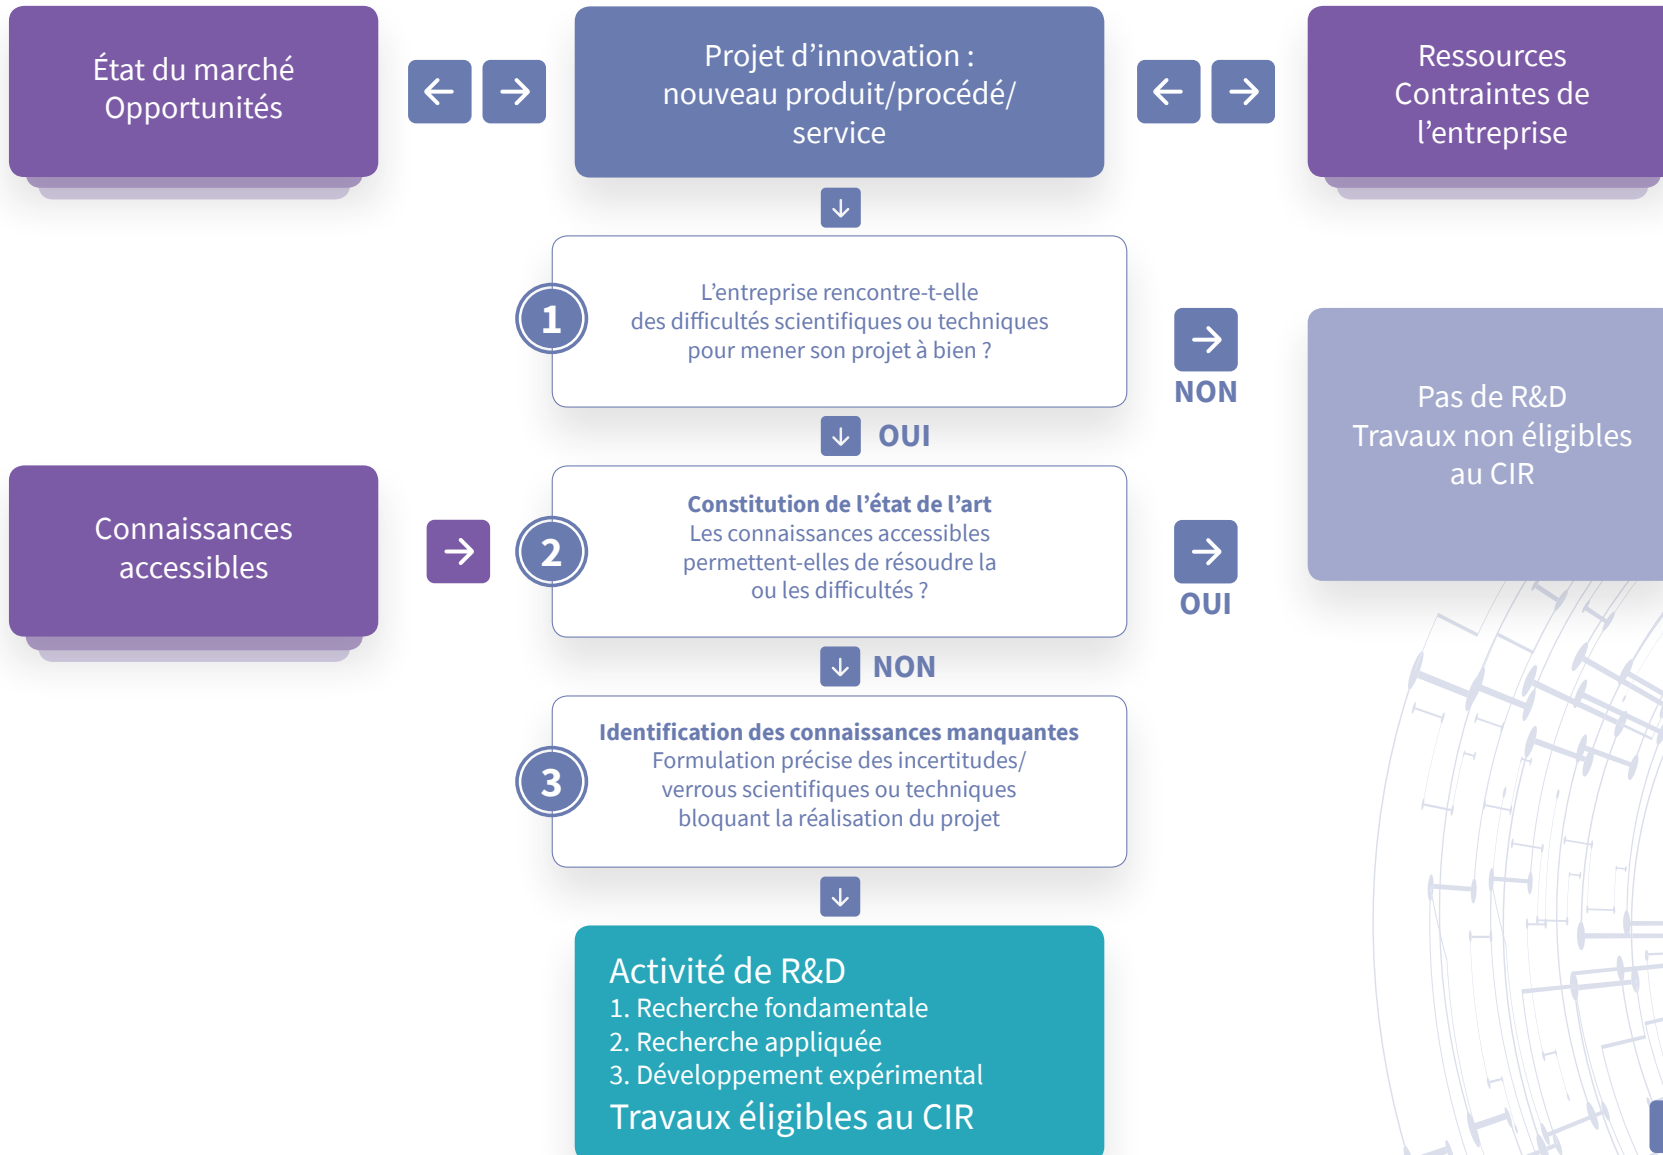 État du marché
Opportunités
Projet d’innovation :
nouveau produit/procédé/
service
Ressources
Contraintes de
l’entreprise
1
L’entreprise rencontre-t-elle
des difficultés scientifiques ou techniques
pour mener son projet à bien ?
NON
Pas de R&D
Travaux non éligibles
au CIR
OUI
Connaissances
accessibles
2
Constitution de l’état de l’art
Les connaissances accessibles
permettent-elles de résoudre la
ou les difficultés ?
OUI
NON
3
Identification des connaissances manquantes
Formulation précise des incertitudes/
verrous scientifiques ou techniques
bloquant la réalisation du projet
Activité de R&D
1. Recherche fondamentale
2. Recherche appliquée
3. Développement expérimental
Travaux éligibles au CIR